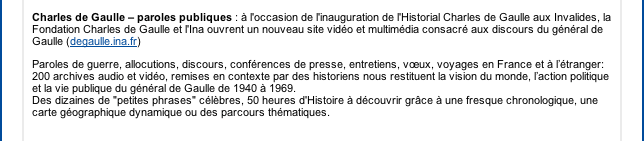 Charles de Gaulle – paroles publiques : à l'occasion de l'inauguration de l'Historial Charles de Gaulle aux Invalides, la
Fondation Charles de Gaulle et l'Ina ouvrent un nouveau site vidéo et multimédia consacré aux discours du général de
Gaulle (degaulle.ina.fr)
Paroles de guerre, allocutions, discours, conférences de presse, entretiens, vœux, voyages en France et à l'étranger:
200 archives audio et vidéo, remises en contexte par des historiens nous restituent la vision du monde, l'action politique
et la vie publique du général de Gaulle de 1940 à 1969.
Des dizaines de "petites phrases" célèbres, 50 heures d'Histoire à découvrir grâce à une fresque chronologique, une
carte géographique dynamique ou des parcours thématiques.